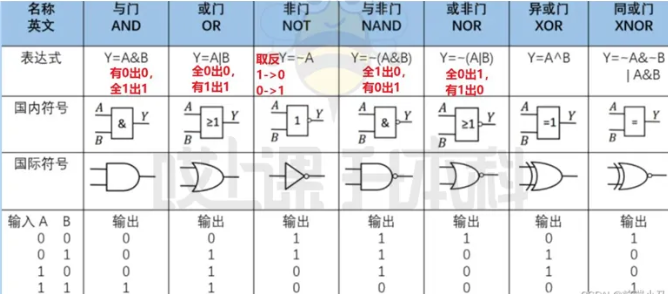 名称 与门 或门 非门 与非门 或非门 异或门 同或门
英文 AND OR NOT NAND NOR XOR XNOR
表达式 Y=A&B Y=A|B 取反Y=~A Y=~(A&B) Y=~(A|B) Y=A^B Y=~A&~B
有0出0, 全0出0, 1->0 全1出0, 全0出1, | A&B
全1出1 有1出1 0->1 有0出1 有1出0
国内符号 A B & Y A B ≥1 Y A 1 Y A B & Y A B ≥1 Y A B =1 Y A B = Y
国际符号
输入 A B 输出 输出 输出 输出 输出 输出 输出
0 0 0 0 1 1 1 0 1
0 1 0 1 1 1 0 1 0
1 0 0 1 0 1 0 1 0
1 1 1 1 0 0 0 0 1